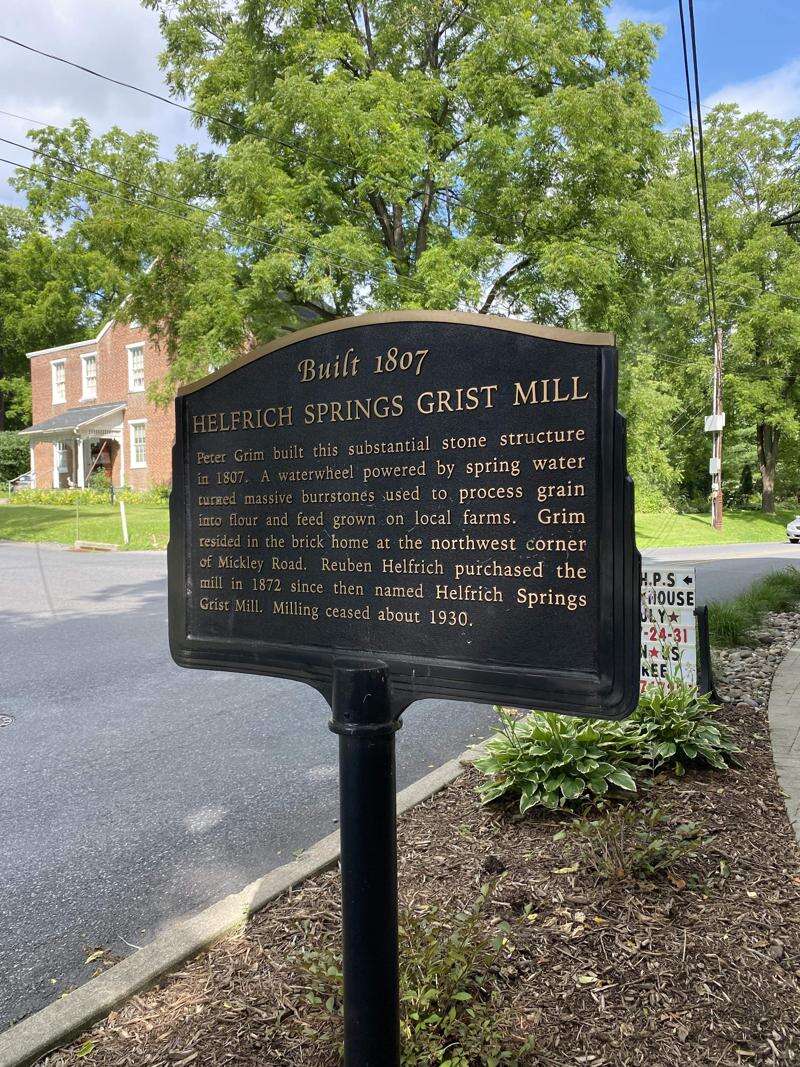 Built 1807
HELFRICH SPRINGS GRIST MILL
Peter Grim built this substantial stone structure
in 1807. A waterwheel powered by spring water
turned massive burrstones used to process grain
into flour and feed grown on local farms. Grim
resided in the brick home at the northwest corner
of Mickley Road. Reuben Helfrich purchased the
mill in 1872 since then named Helfrich Springs
Grist Mill. Milling ceased about 1930.
H.P.S ←
HOUSE
LY★
-24-31
★US
REE